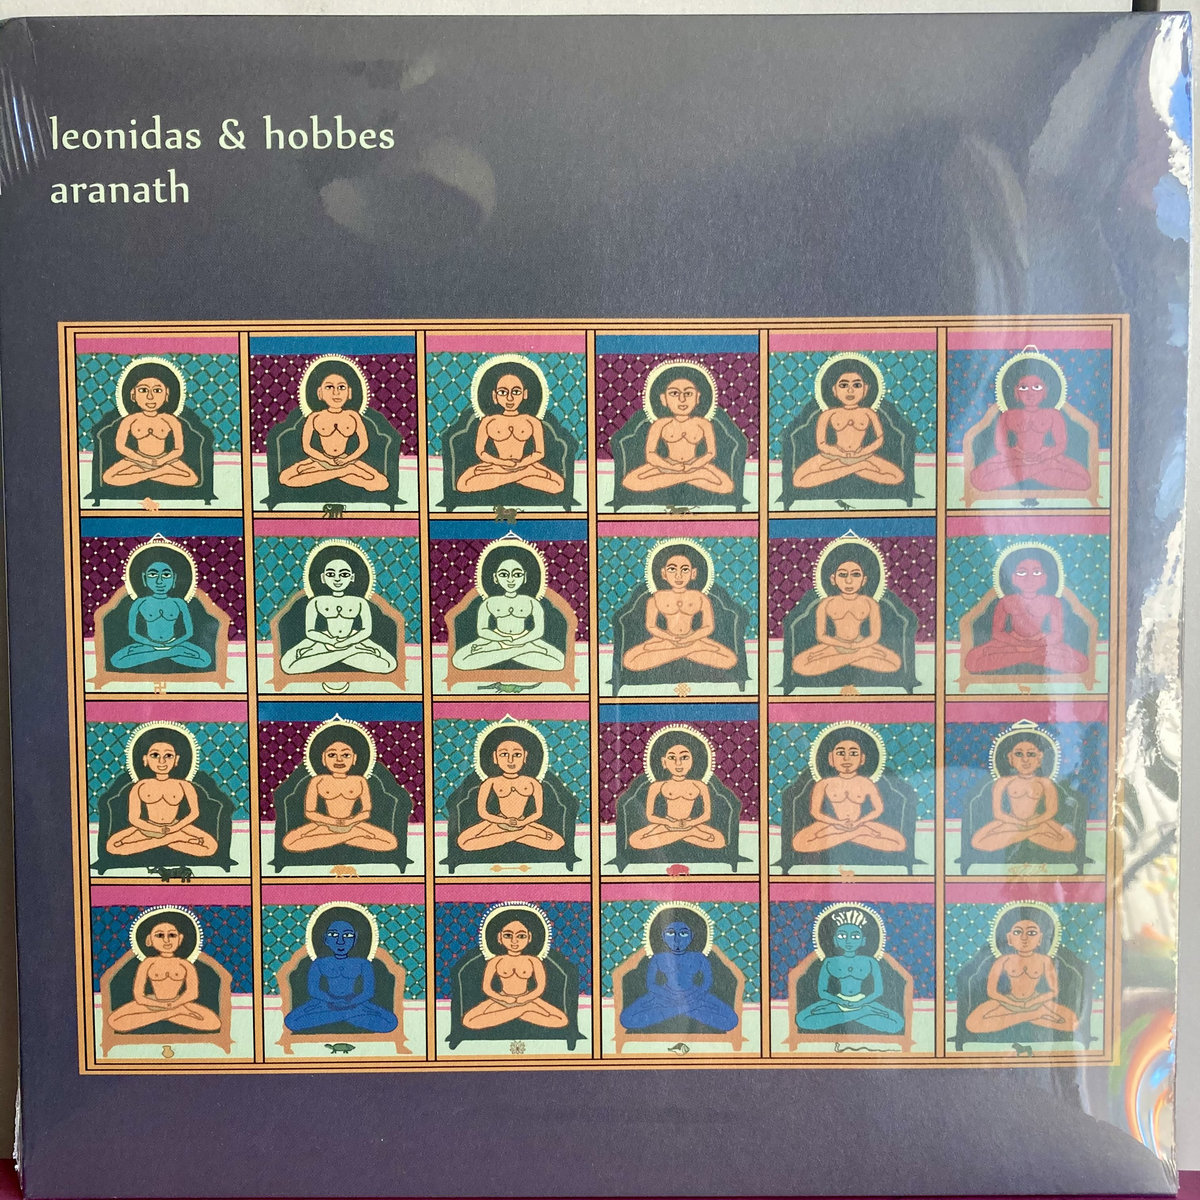 leonidas & hobbes
aranath